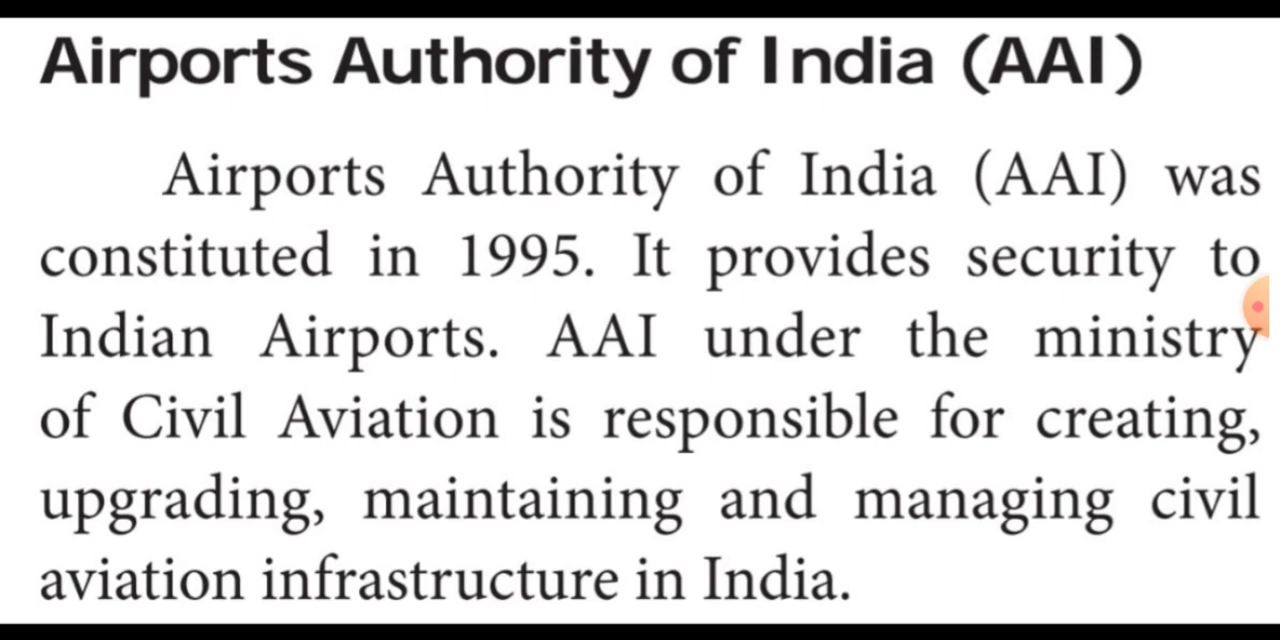 Airports Authority of India (AAI)
Airports Authority of India (AAI) was
constituted in 1995. It provides security to
Indian Airports. AAI under the ministry
of Civil Aviation is responsible for creating,
upgrading, maintaining and managing civil
aviation infrastructure in India.